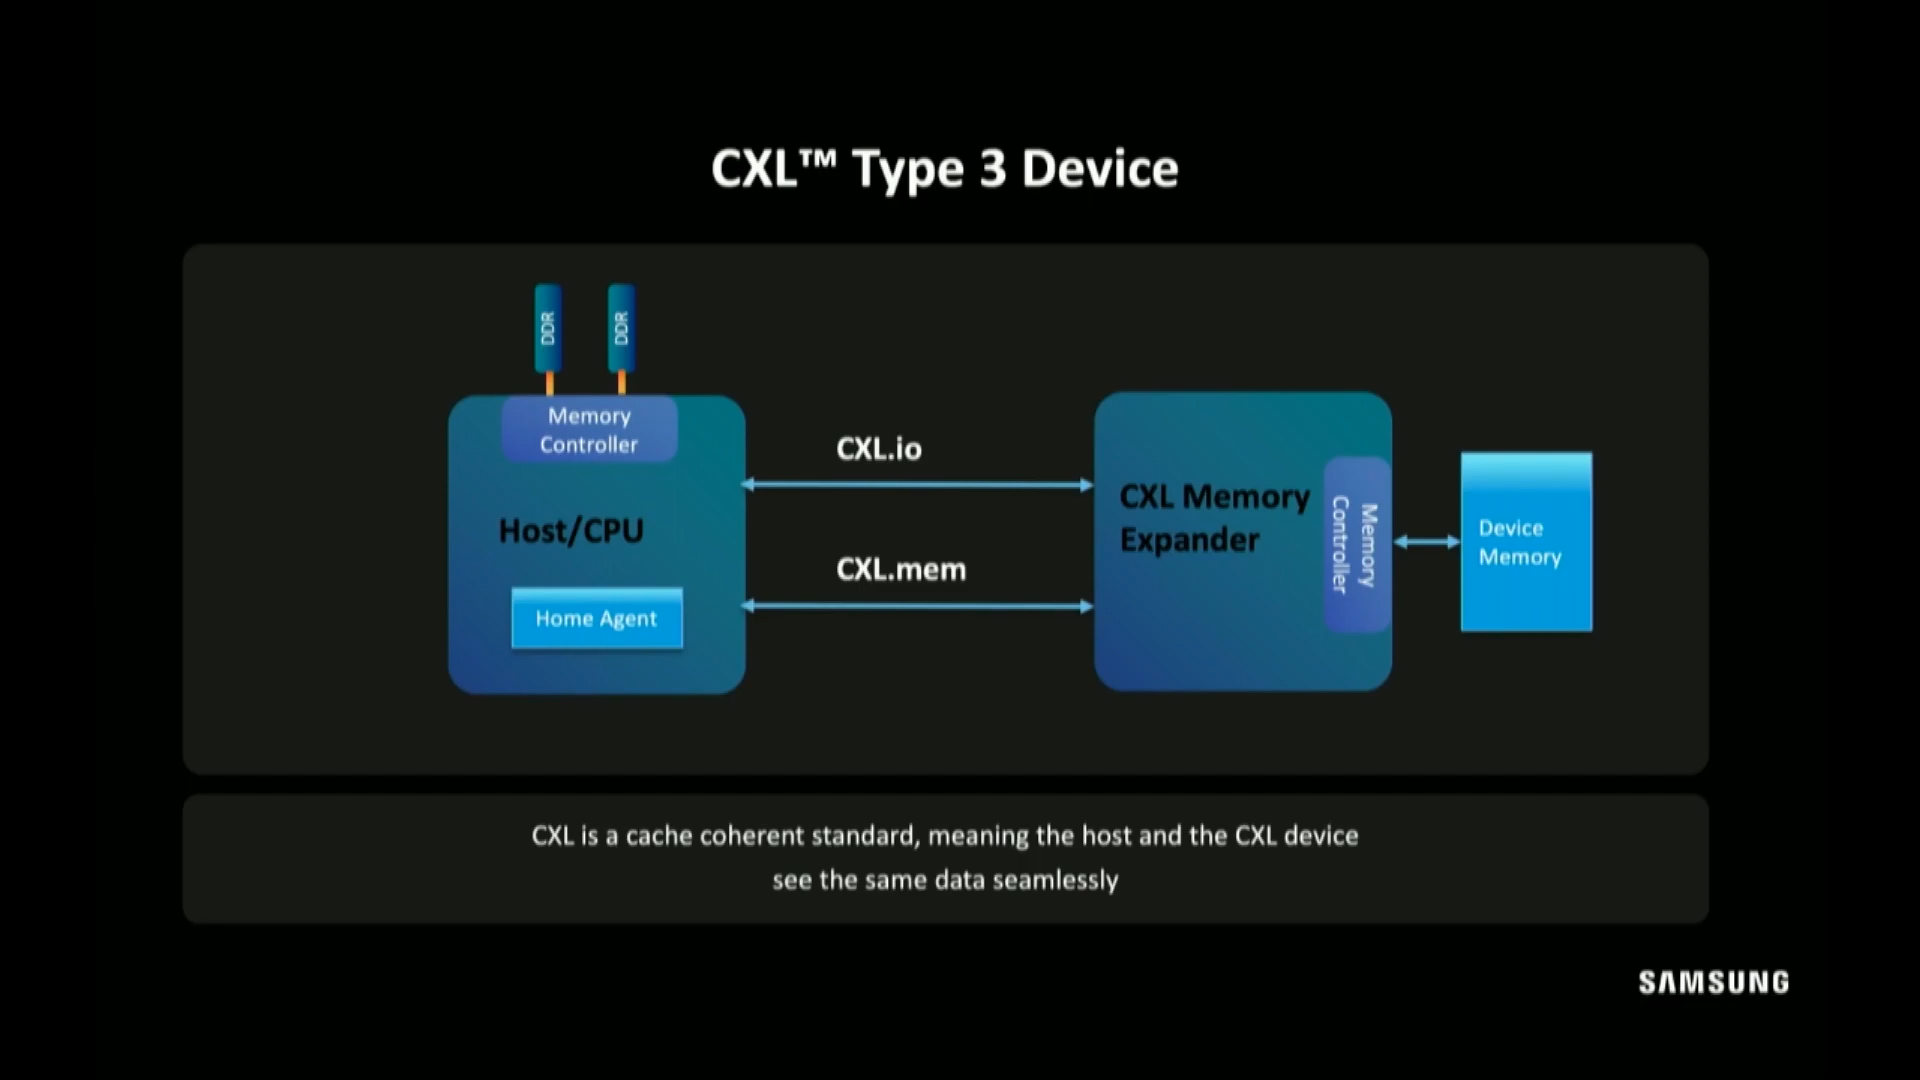 CXL™ Type 3 Device
DDR
DDR
Memory
Controller
Host/CPU
Home Agent
CXL.io
CXL.mem
CXL Memory
Expander
Memory
Controller
Device
Memory
CXL is a cache coherent standard, meaning the host and the CXL device
see the same data seamlessly
SAMSUNG